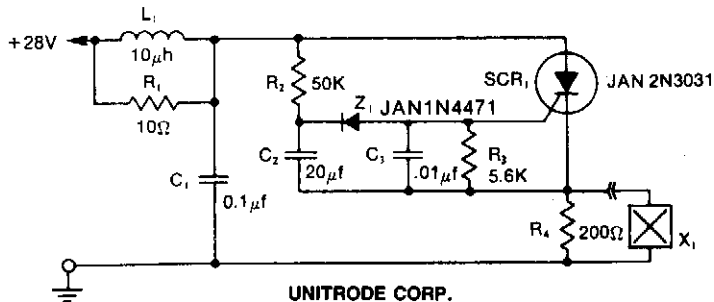 L₁
+28V
10μh
R₁
10Ω
R₂
50K
SCR₁
JAN 2N3031
Z₁ JAN1N4471
C₂
20μf
C₃
.01μf
R₃
5.6K
C₁
0.1μf
R₄
200Ω
X₁
UNITRODE CORP.